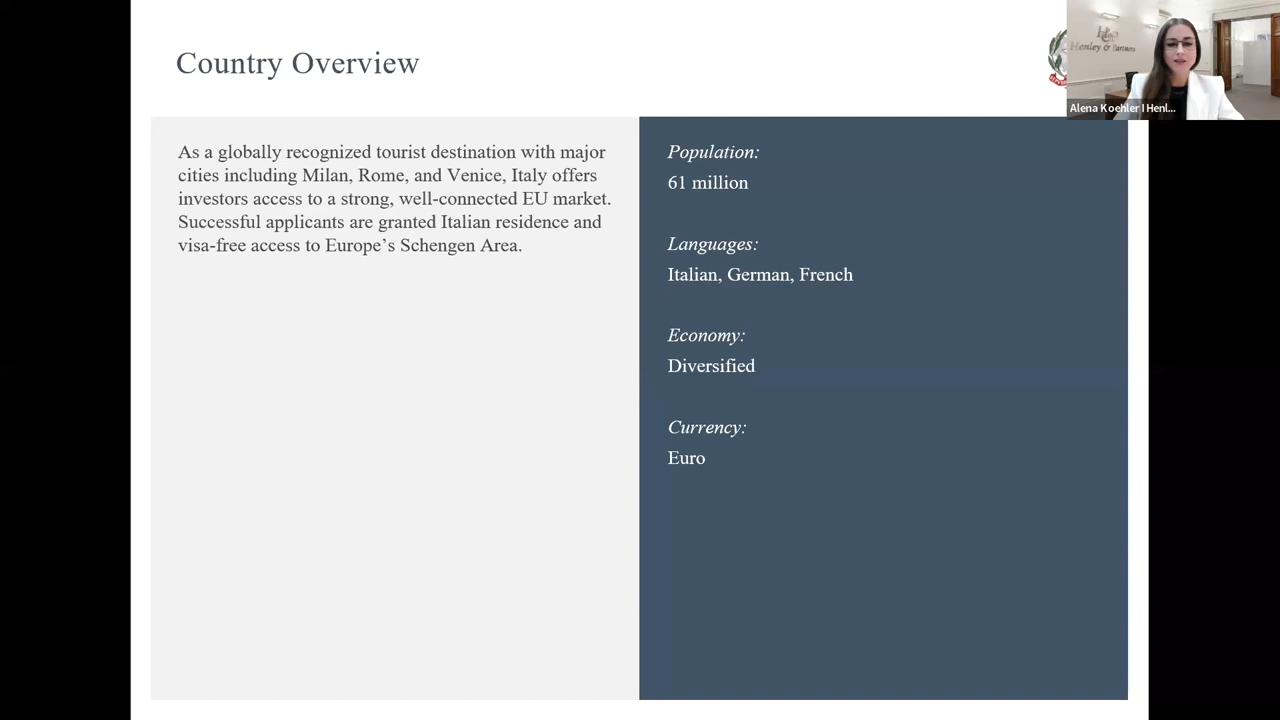 Country Overview
As a globally recognized tourist destination with major
cities including Milan, Rome, and Venice, Italy offers
investors access to a strong, well-connected EU market.
Successful applicants are granted Italian residence and
visa-free access to Europe’s Schengen Area.
Population:
61 million
Languages:
Italian, German, French
Economy:
Diversified
Currency:
Euro
Henley & Partners
Alena Koehler I Henl...